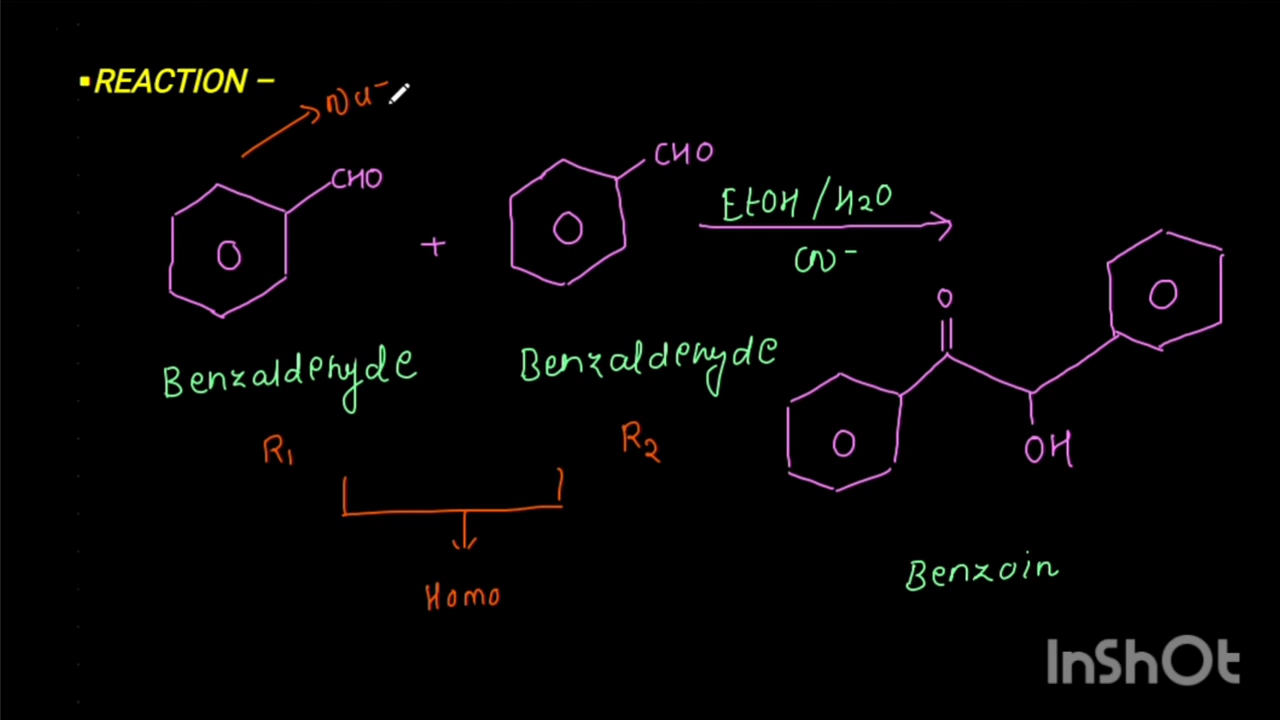 ▪REACTION –
Nu⁻
CHO
CHO
+
EtOH / H2O
CN⁻
O
OH
Benzaldehyde
Benzaldehyde
R1
R2
Homo
Benzoin
InShOt